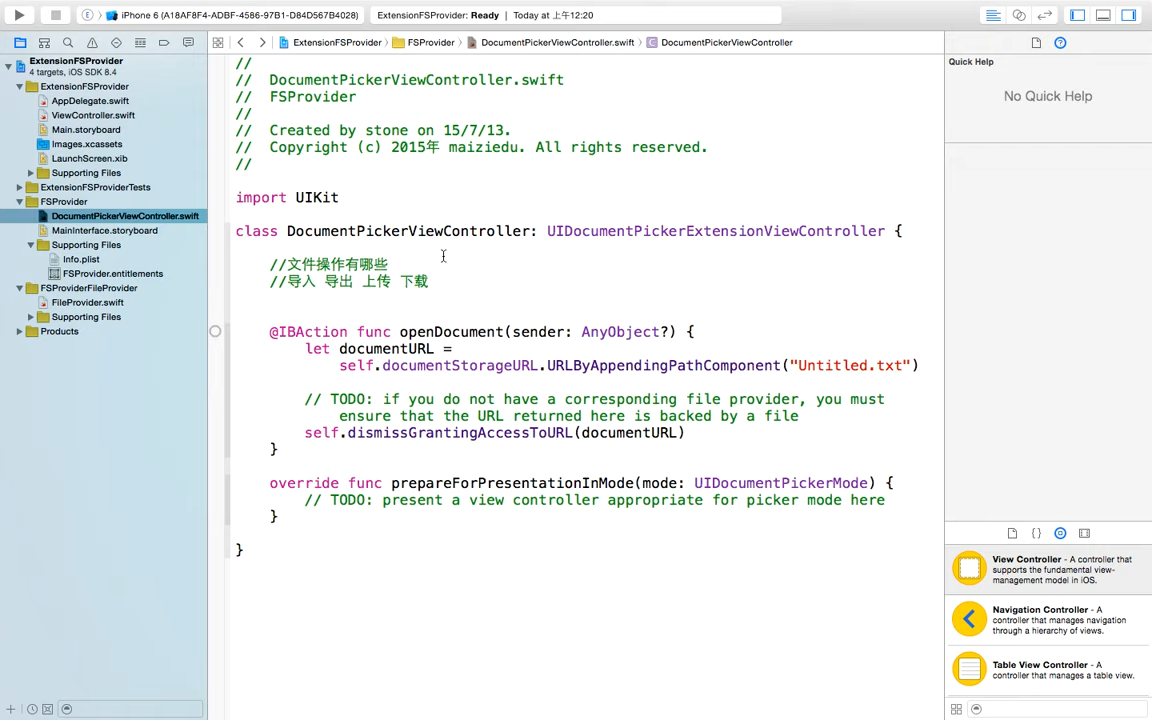 iPhone 6 (A18AF8F4-ADBF-4586-97B1-D84D567B4028)
ExtensionFSProvider: Ready | Today at 上午12:20
ExtensionFSProvider
4 targets, iOS SDK 8.4
ExtensionFSProvider
AppDelegate.swift
ViewController.swift
Main.storyboard
Images.xcassets
LaunchScreen.xib
Supporting Files
ExtensionFSProviderTests
FSProvider
DocumentPickerViewController.swift
MainInterface.storyboard
Supporting Files
Info.plist
FSProvider.entitlements
FSProviderFileProvider
FileProvider.swift
Supporting Files
Products
ExtensionFSProvider › FSProvider › DocumentPickerViewController.swift › C DocumentPickerViewController
//
//  DocumentPickerViewController.swift
//  FSProvider
//
//  Created by stone on 15/7/13.
//  Copyright (c) 2015年 maiziedu. All rights reserved.
//
import UIKit
class DocumentPickerViewController: UIDocumentPickerExtensionViewController {
//文件操作有哪些
//导入 导出 上传 下载
@IBAction func openDocument(sender: AnyObject?) {
let documentURL =
self.documentStorageURL.URLByAppendingPathComponent("Untitled.txt")
// TODO: if you do not have a corresponding file provider, you must
ensure that the URL returned here is backed by a file
self.dismissGrantingAccessToURL(documentURL)
}
override func prepareForPresentationInMode(mode: UIDocumentPickerMode) {
// TODO: present a view controller appropriate for picker mode here
}
}
Quick Help
No Quick Help
View Controller - A controller that
supports the fundamental view-
management model in iOS.
Navigation Controller - A
controller that manages navigation
through a hierarchy of views.
Table View Controller - A
controller that manages a table view.